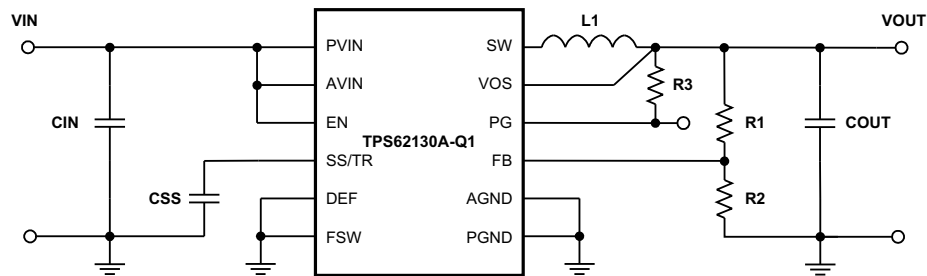 VIN
L1
VOUT
PVIN
SW
AVIN
VOS
R3
CIN
EN
PG
R1
COUT
TPS62130A-Q1
SS/TR
FB
CSS
DEF
AGND
R2
FSW
PGND